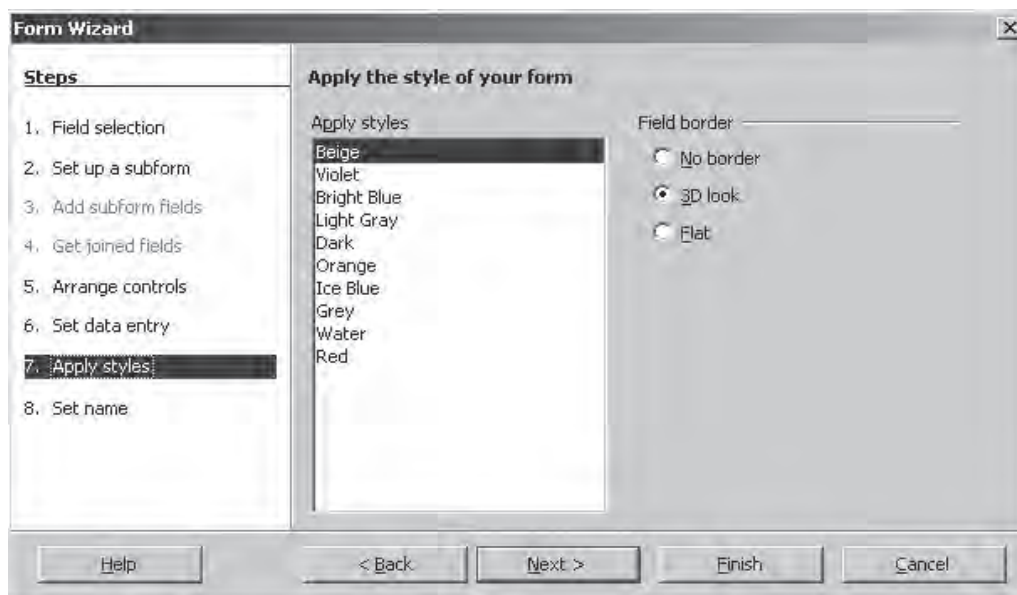 Form Wizard
Steps
1. Field selection
2. Set up a subform
3. Add subform fields
4. Get joined fields
5. Arrange controls
6. Set data entry
7. Apply styles
8. Set name
Apply the style of your form
Apply styles
Beige
Violet
Bright Blue
Light Gray
Dark
Orange
Ice Blue
Grey
Water
Red
Field border
No border
3D look
Flat
Help
< Back
Next >
Finish
Cancel